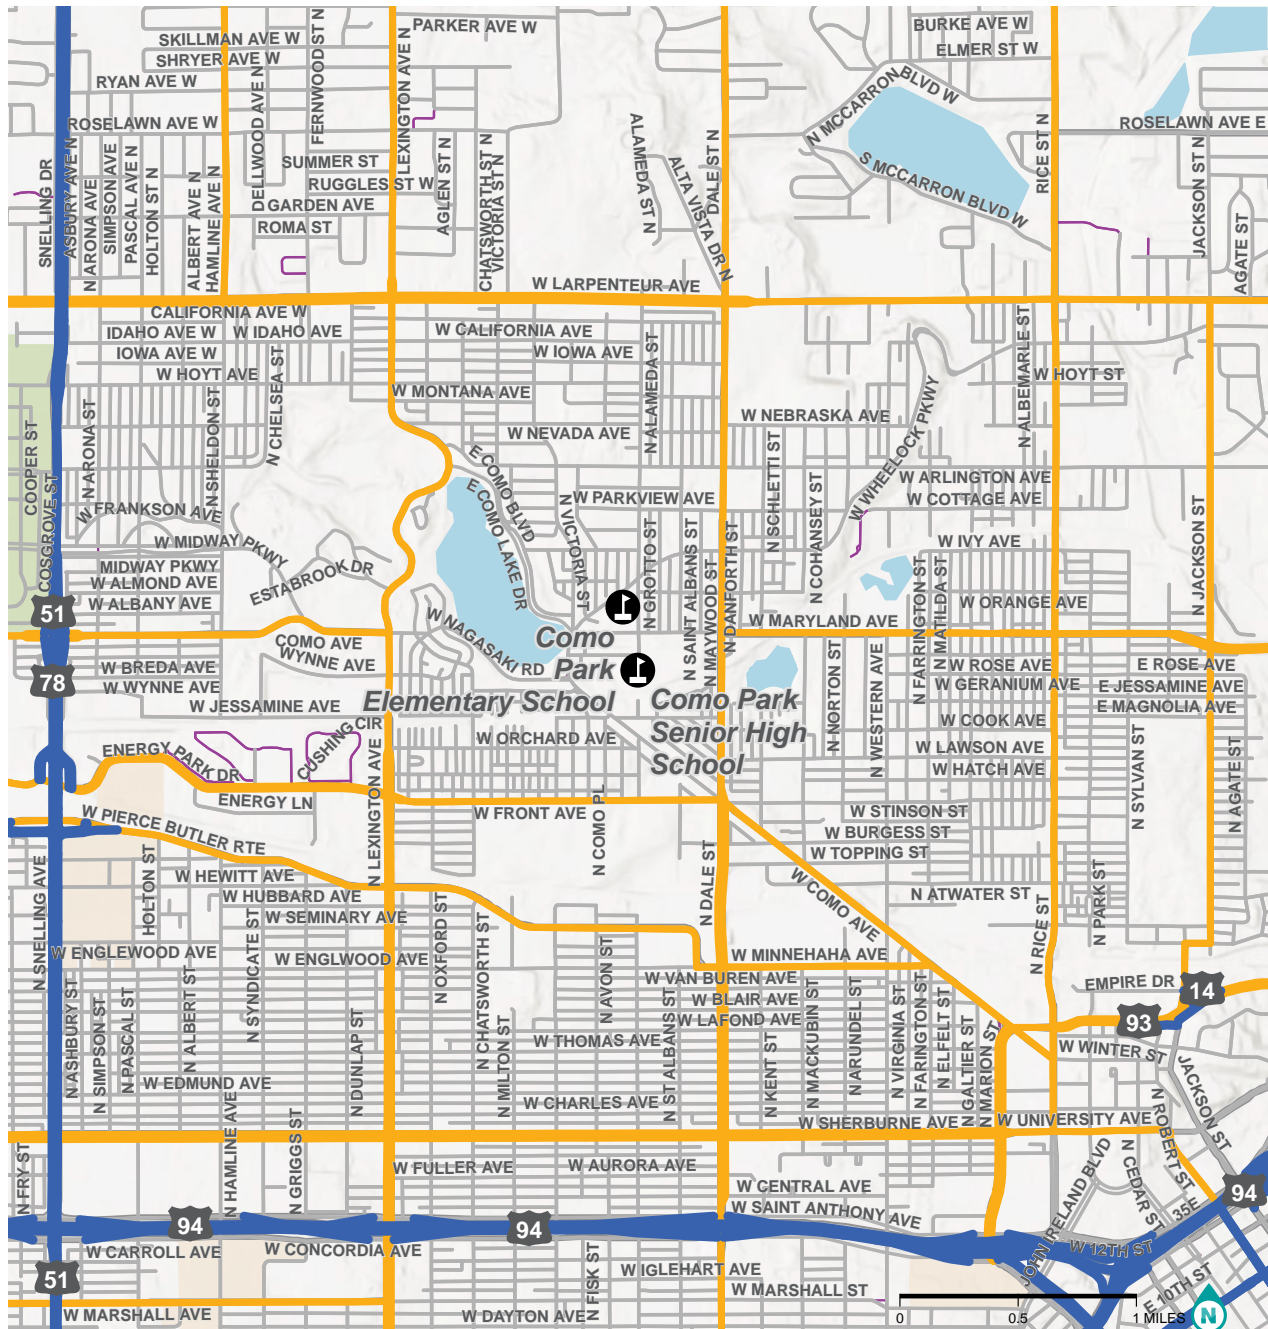 PARKER AVE W
BURKE AVE W
SKILLMAN AVE W
ELMER ST W
SHRYER AVE W
RYAN AVE W
FERNWOOD ST N
LEXINGTON AVE N
DELLWOOD AVE N
N MCCARRON BLVD W
ROSELAWN AVE W
ROSELAWN AVE E
SNELLING DR
ASBURY AVE N
N ARONA AVE
SIMPSON AVE
PASCAL AVE N
HOLTON ST N
ALBERT AVE N
HAMLINE AVE N
SUMMER ST
RUGGLES ST W
GARDEN AVE
ROMA ST
AGLEN ST N
CHATSWORTH ST N
VICTORIA ST N
ALAMEDA ST N
ALTA VISTA DR N
DALE ST N
S MCCARRON BLVD W
RICE ST N
JACKSON ST N
AGATE ST
W LARPENTEUR AVE
CALIFORNIA AVE W
IDAHO AVE W
W IDAHO AVE
W CALIFORNIA AVE
IOWA AVE W
W IOWA AVE
W HOYT AVE
W HOYT ST
W MONTANA AVE
N ALAMEDA ST
N ALBEMARLE ST
W NEBRASKA AVE
W NEVADA AVE
COOPER ST
N ARONA ST
N SHELDON ST
N CHELSEA ST
E COMO BLVD
E COMO LAKE DR
W PARKVIEW AVE
N SCHLETTI ST
W WHEELOCK PKWY
W ARLINGTON AVE
W COTTAGE AVE
W FRANKSON AVE
COSGROVE ST
W MIDWAY PKWY
MIDWAY PKWY
W ALMOND AVE
W ALBANY AVE
ESTABROOK DR
N VICTORIA ST
N GROTTO ST
N SAINT ALBANS ST
N MAYWOOD ST
N DANFORTH ST
N COHANSEY ST
W IVY AVE
N FARRINGTON ST
N MATILDA ST
W ORANGE AVE
N JACKSON ST
51
COMO AVE
WYNNE AVE
W NAGASAKI RD
W MARYLAND AVE
Como
Park
Elementary School
Como Park
Senior High
School
W BREDA AVE
W WYNNE AVE
78
W JESSAMINE AVE
N NORTON ST
N WESTERN AVE
W ROSE AVE
W GERANIUM AVE
E ROSE AVE
E JESSAMINE AVE
E MAGNOLIA AVE
W COOK AVE
W LAWSON AVE
W HATCH AVE
CUSHING CIR
ENERGY PARK DR
ENERGY LN
W ORCHARD AVE
W FRONT AVE
N COMO PL
N LEXINGTON AVE
W STINSON ST
W BURGESS ST
W TOPPING ST
N SYLVAN ST
N AGATE ST
W PIERCE BUTLER RTE
HOLTON ST
W HEWITT AVE
W HUBBARD AVE
W SEMINARY AVE
N DALE ST
W COMO AVE
N ATWATER ST
N PARK ST
N RICE ST
N SNELLING AVE
W ENGLEWOOD AVE
W ENGLWOOD AVE
N SYNDICATE ST
N OXFORD ST
N CHATSWORTH ST
N AVON ST
W MINNEHAHA AVE
W VAN BUREN AVE
W BLAIR AVE
W LAFOND AVE
EMPIRE DR
14
93
N ASHBURY ST
N SIMPSON ST
N PASCAL ST
N ALBERT ST
N DUNLAP ST
N MILTON ST
W THOMAS AVE
N ST ALBANS ST
N KENT ST
N MACKUBIN ST
N ARUNDEL ST
N VIRGINIA ST
N FARINGTON ST
N ELFELT ST
N GALTIER ST
N MARION ST
W WINTER ST
JACKSON ST
W EDMUND AVE
W CHARLES AVE
W SHERBURNE AVE
W UNIVERSITY AVE
N FRY ST
N HAMLINE AVE
N GRIGGS ST
W FULLER AVE
W AURORA AVE
W CENTRAL AVE
W SAINT ANTHONY AVE
JOHN IRELAND BLVD
N CEDAR ST
N ROBERT ST
35E
94
94
94
W CARROLL AVE
W CONCORDIA AVE
W 12TH ST
51
N FISK ST
W IGLEHART AVE
W MARSHALL ST
E 10TH ST
W MARSHALL AVE
W DAYTON AVE
0 0.5 1 MILES
N